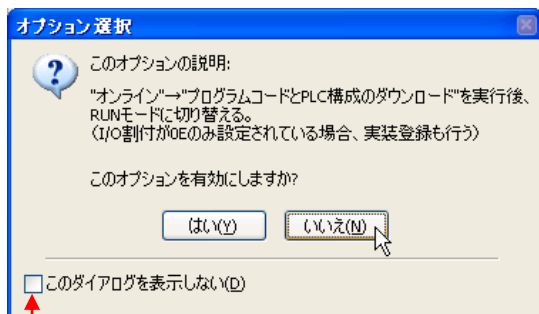 オプション選択
このオプションの説明:
"オンライン"→"プログラムコードとPLC構成のダウンロード"を実行後、
RUNモードに切り替える。
(I/O割付がOEのみ設定されている場合、実装登録も行う)
このオプションを有効にしますか?
はい(Y)
いいえ(N)
このダイアログを表示しない(D)